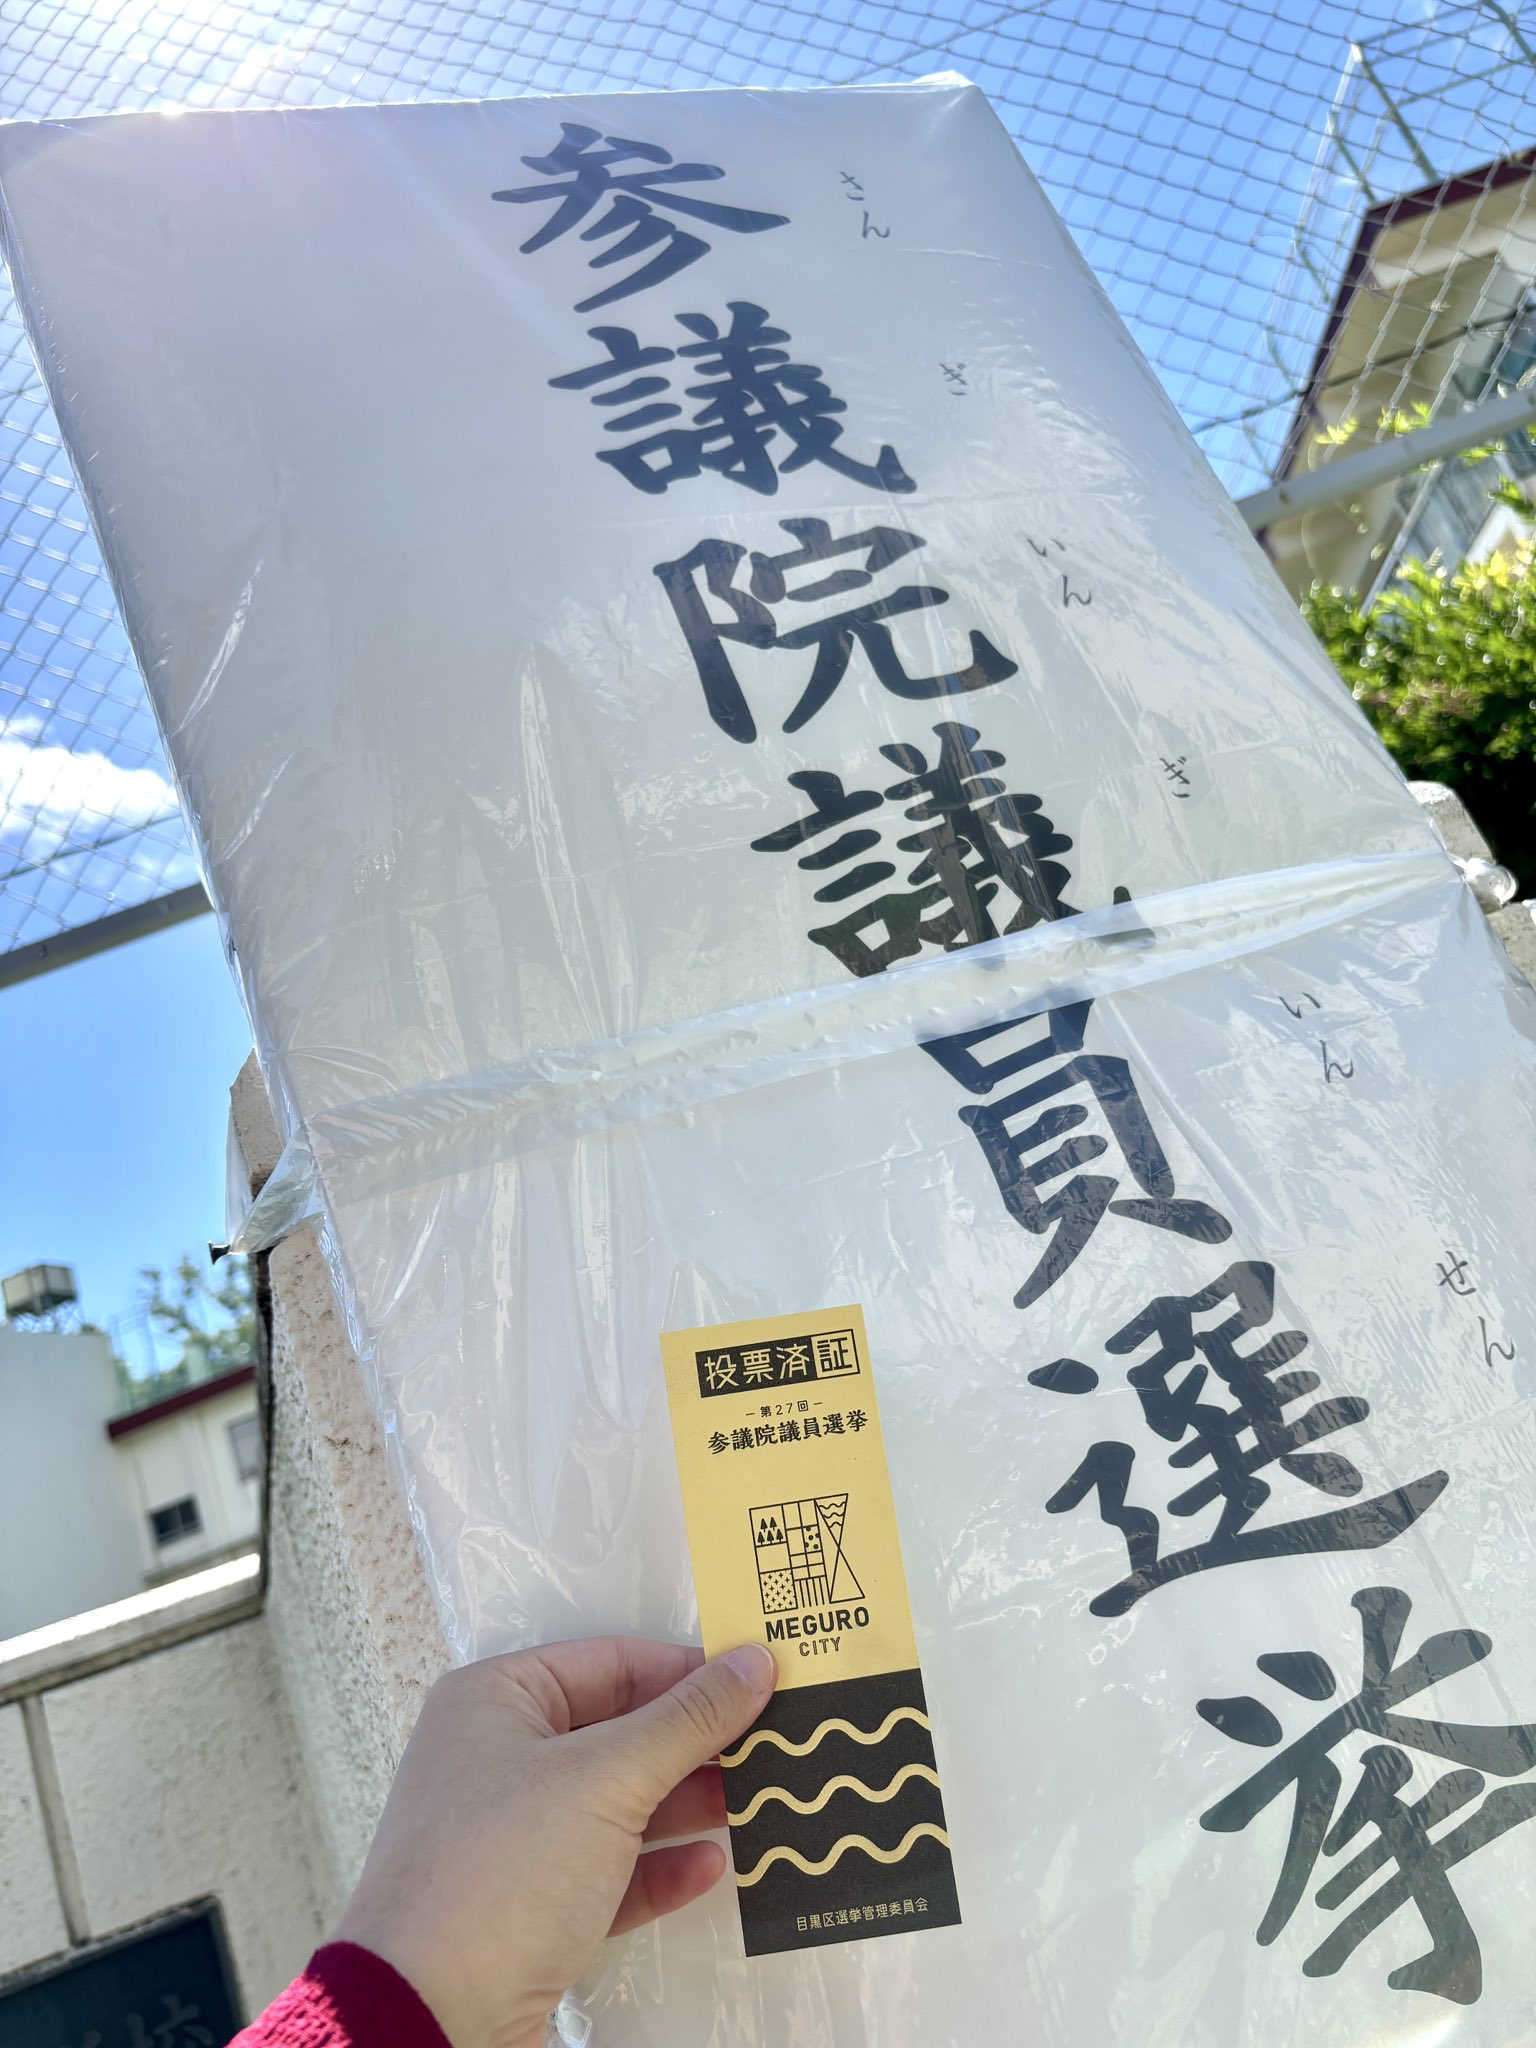 参議院議員選挙
さん
ぎ
いん
ぎ
いん
せん
投票済証
－第27回－
参議院議員選挙
MEGURO
CITY
目黒区選挙管理委員会
校